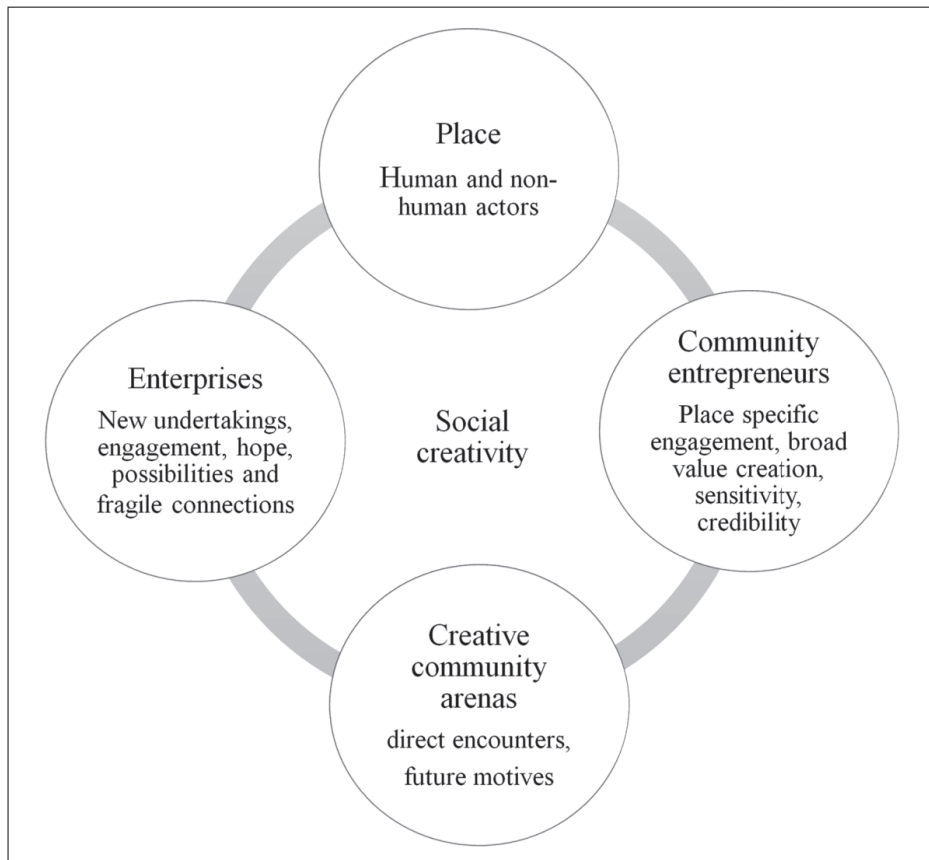 Place
Human and non-
human actors
Community
entrepreneurs
Place specific
engagement, broad
value creation,
sensitivity,
credibility
Enterprises
New undertakings,
engagement, hope,
possibilities and
fragile connections
Social
creativity
Creative
community
arenas
direct encounters,
future motives